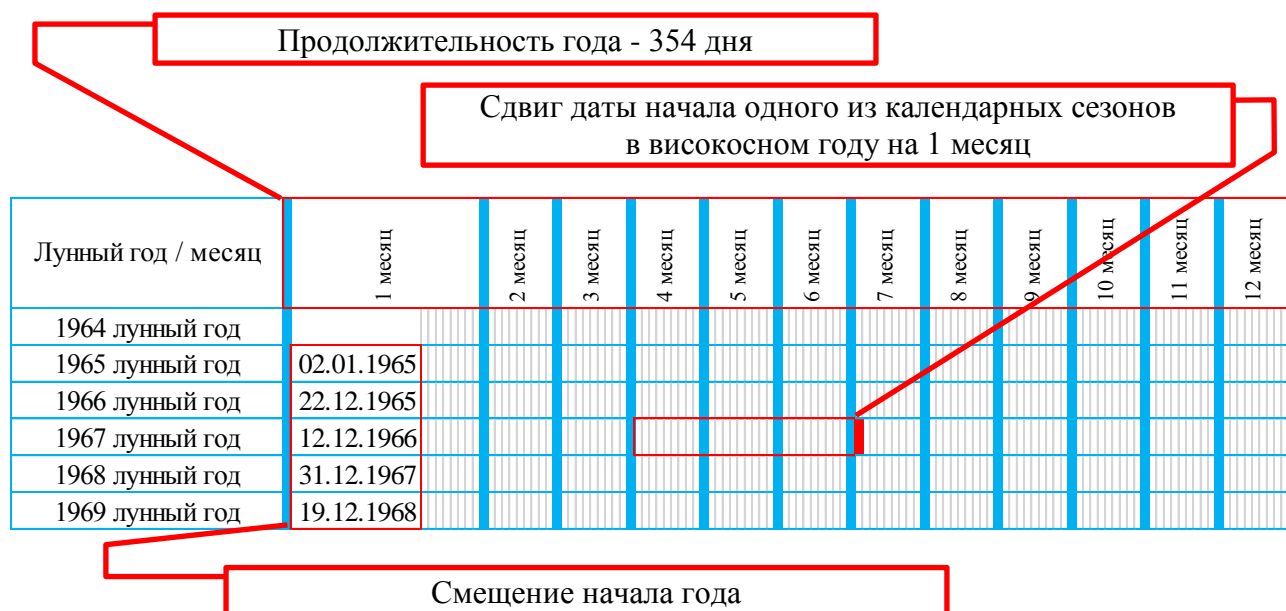 Продолжительность года - 354 дня
Сдвиг даты начала одного из календарных сезонов
в високосном году на 1 месяц
Лунный год / месяц
1 месяц
2 месяц
3 месяц
4 месяц
5 месяц
6 месяц
7 месяц
8 месяц
9 месяц
10 месяц
11 месяц
12 месяц
1964 лунный год
1965 лунный год 02.01.1965
1966 лунный год 22.12.1965
1967 лунный год 12.12.1966
1968 лунный год 31.12.1967
1969 лунный год 19.12.1968
Смещение начала года